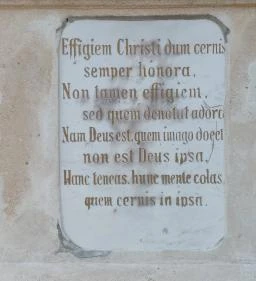 Effigiem Christi dum cernis
semper honora,
Non tamen effigiem,
sed quem denotat adora
Nam Deus est, quem imago docet
non est Deus ipsa,
Hanc teneas, hunc mente colas
quem cernis in ipsa.